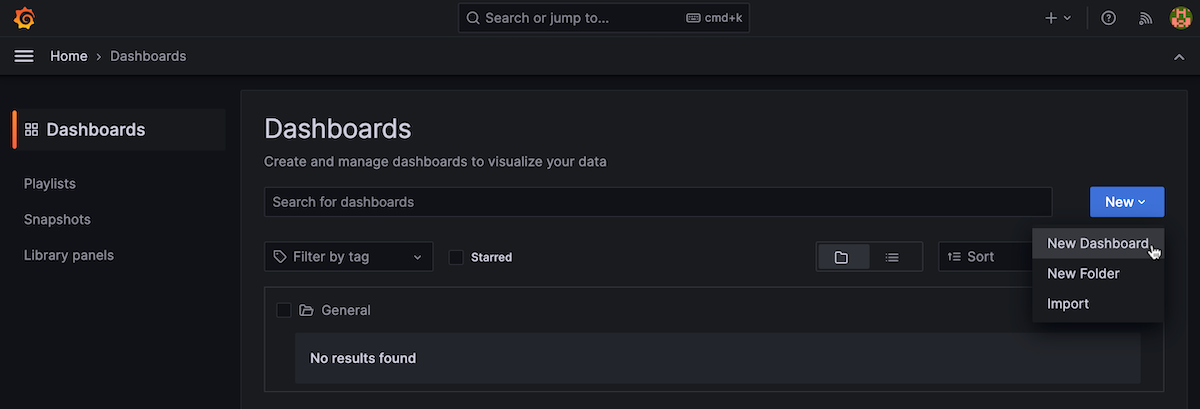 Search or jump to... cmd+k
Home › Dashboards
Dashboards
Playlists
Snapshots
Library panels
Dashboards
Create and manage dashboards to visualize your data
Search for dashboards
New
New Dashboard
New Folder
Import
Filter by tag
Starred
Sort
General
No results found